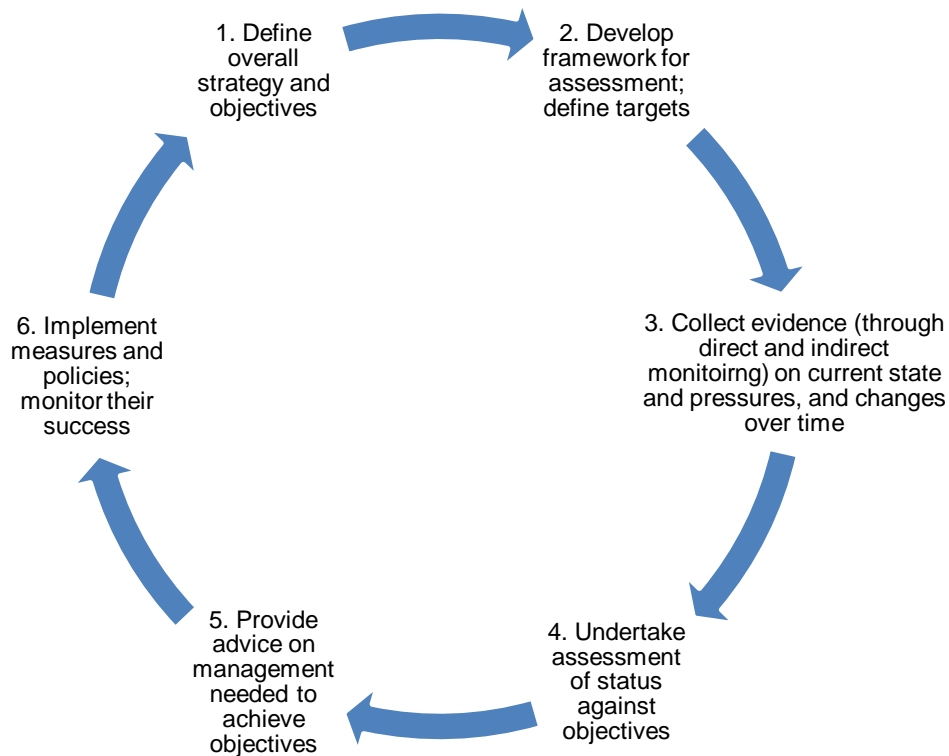 1. Define
overall
strategy and
objectives
2. Develop
framework for
assessment;
define targets
3. Collect evidence (through
direct and indirect
monitoirng) on current state
and pressures, and changes
over time
4. Undertake
assessment
of status
against
objectives
5. Provide
advice on
management
needed to
achieve
objectives
6. Implement
measures and
policies;
monitor their
success